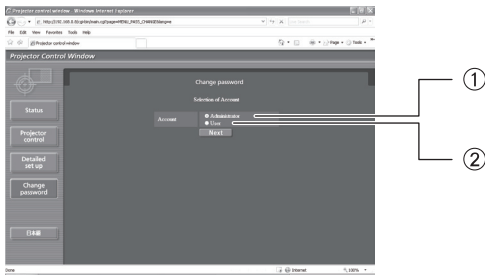 Projector control window - Windows Internet Explorer
File Edit View Favorites Tools Help
Projector control window
Page Tools
Projector Control Window
Change password
Selection of Account
Account
Administrator
User
Next
Status
Projector
control
Detailed
set up
Change
password
日本語
Done
Internet
100%
①
②